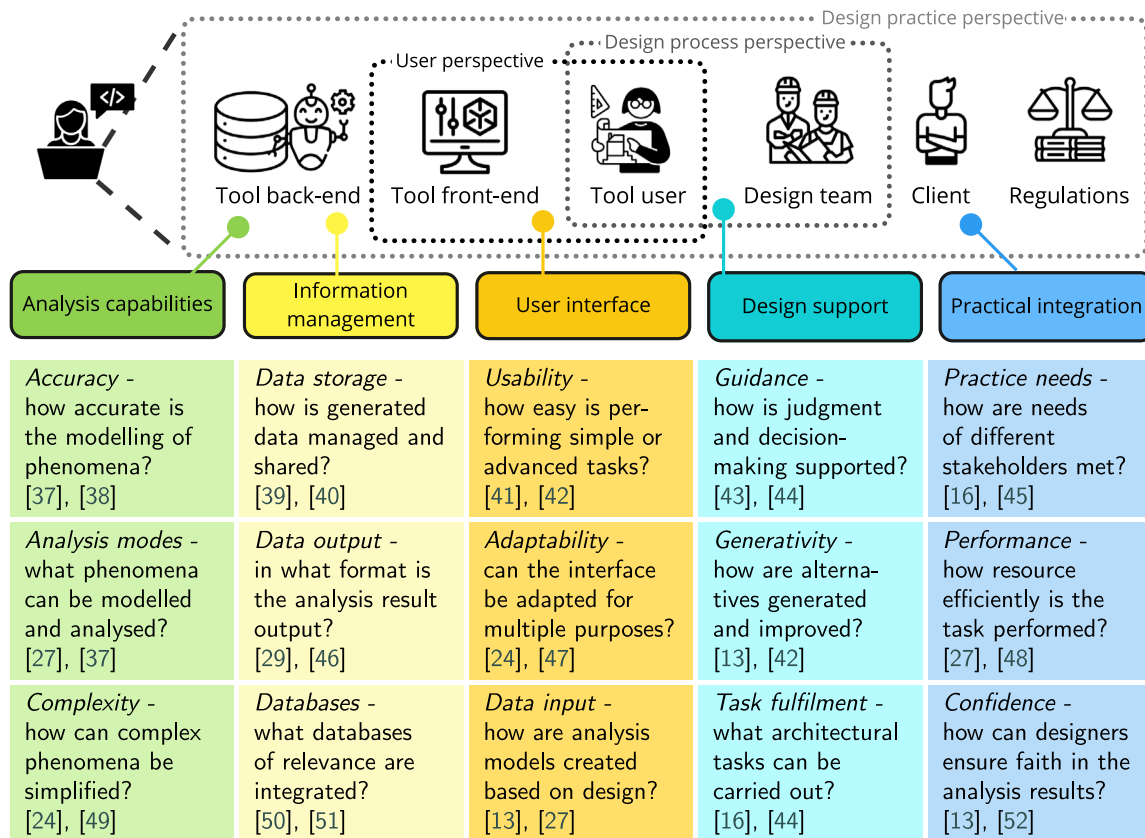 Design practice perspective
Design process perspective
User perspective
</>
Tool back-end
Tool front-end
Tool user
Design team
Client
Regulations
Analysis capabilities
Information
management
User interface
Design support
Practical integration
Accuracy -
how accurate is
the modelling of
phenomena?
[37], [38]
Data storage -
how is generated
data managed and
shared?
[39], [40]
Usability -
how easy is per-
forming simple or
advanced tasks?
[41], [42]
Guidance -
how is judgment
and decision-
making supported?
[43], [44]
Practice needs -
how are needs
of different
stakeholders met?
[16], [45]
Analysis modes -
what phenomena
can be modelled
and analysed?
[27], [37]
Data output -
in what format is
the analysis result
output?
[29], [46]
Adaptability -
can the interface
be adapted for
multiple purposes?
[24], [47]
Generativity -
how are alterna-
tives generated
and improved?
[13], [42]
Performance -
how resource
efficiently is the
task performed?
[27], [48]
Complexity -
how can complex
phenomena be
simplified?
[24], [49]
Databases -
what databases
of relevance are
integrated?
[50], [51]
Data input -
how are analysis
models created
based on design?
[13], [27]
Task fulfilment -
what architectural
tasks can be
carried out?
[16], [44]
Confidence -
how can designers
ensure faith in the
analysis results?
[13], [52]